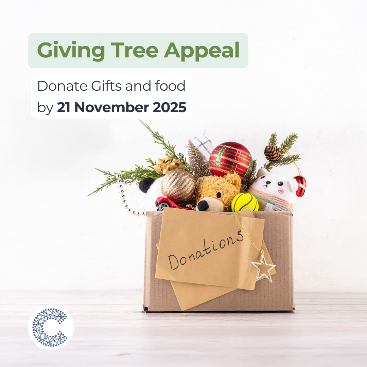 Giving Tree Appeal
Donate Gifts and food
by 21 November 2025
Donations